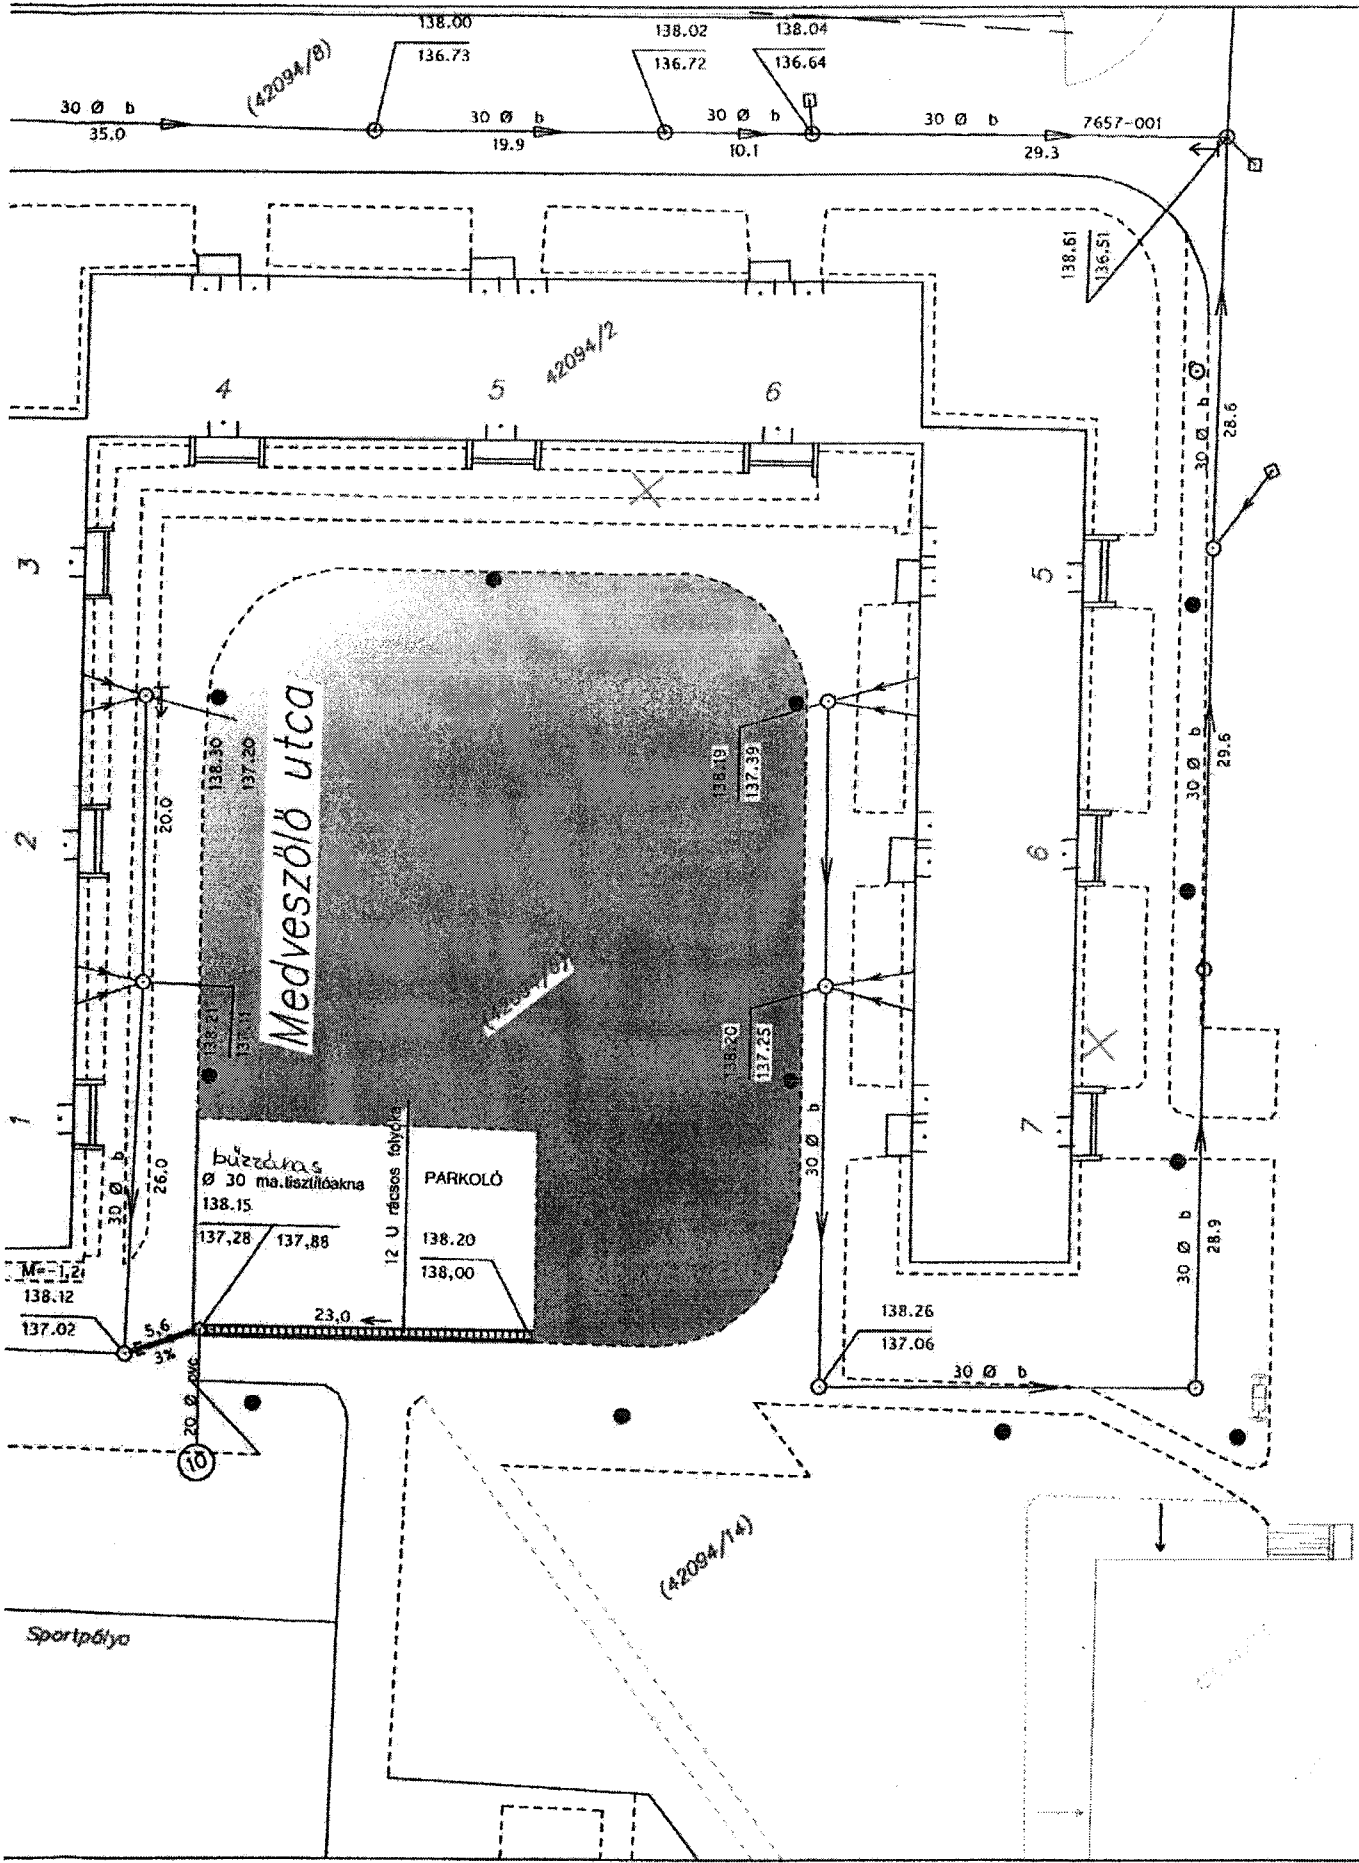 138.00
136.73
138.02
136.72
138.04
136.64
(42094/8)
30 Ø b
35.0
30 Ø b
19.9
30 Ø b
10.1
30 Ø b
29.3
7657-001
138.61
136.51
42094/2
4
5
6
3
2
1
5
6
7
30 Ø b
28.6
30 Ø b
29.6
30 Ø b
28.9
138.30
137.20
20.0
Medveszőlő utca
138.19
137.39
138.21
137.11
138.20
137.25
30 Ø b
30 Ø b
26.0
bűzzáras
Ø 30 ma.tisztítóakna
138.15
137,28
137,88
12 U rácsos folyóka
PARKOLÓ
138.20
138,00
M=-1,2
138.12
137.02
5,6
3%
23,0
20 Ø pvc
10
138.26
137.06
30 Ø b
(42094/14)
Sportpálya